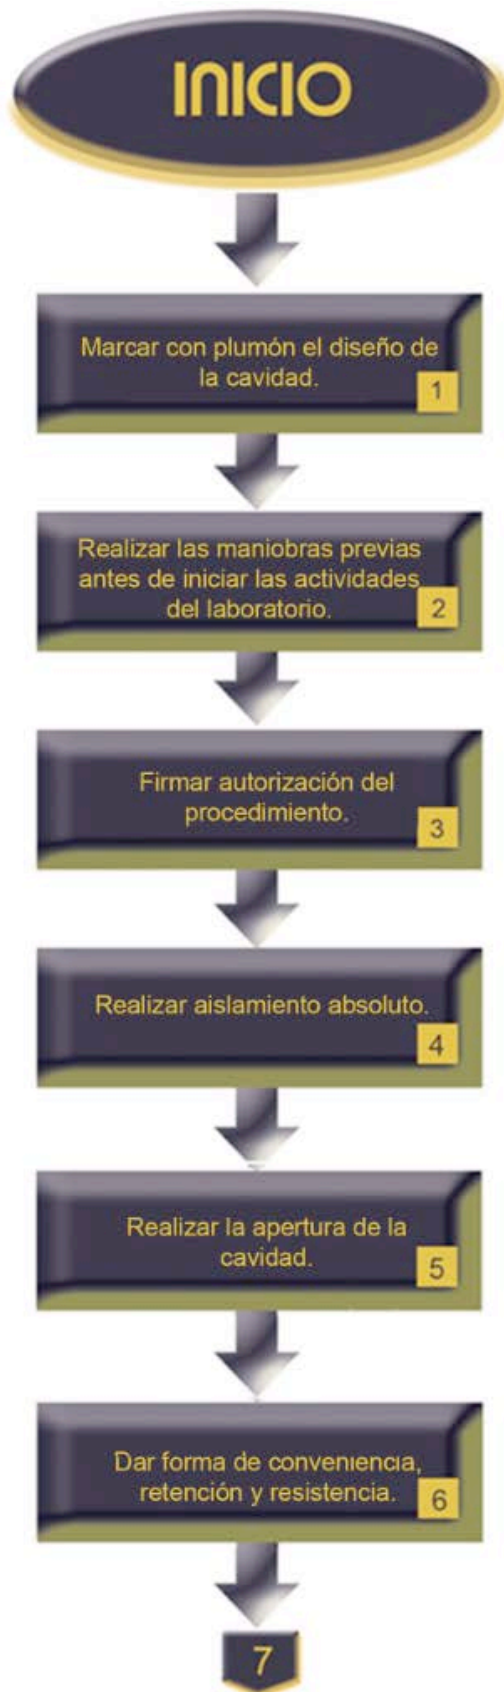 INICIO
Marcar con plumón el diseño de
la cavidad.
1
Realizar las maniobras previas
antes de iniciar las actividades
del laboratorio.
2
Firmar autorización del
procedimiento.
3
Realizar aislamiento absoluto.
4
Realizar la apertura de la
cavidad.
5
Dar forma de conveniencia,
retención y resistencia.
6
7